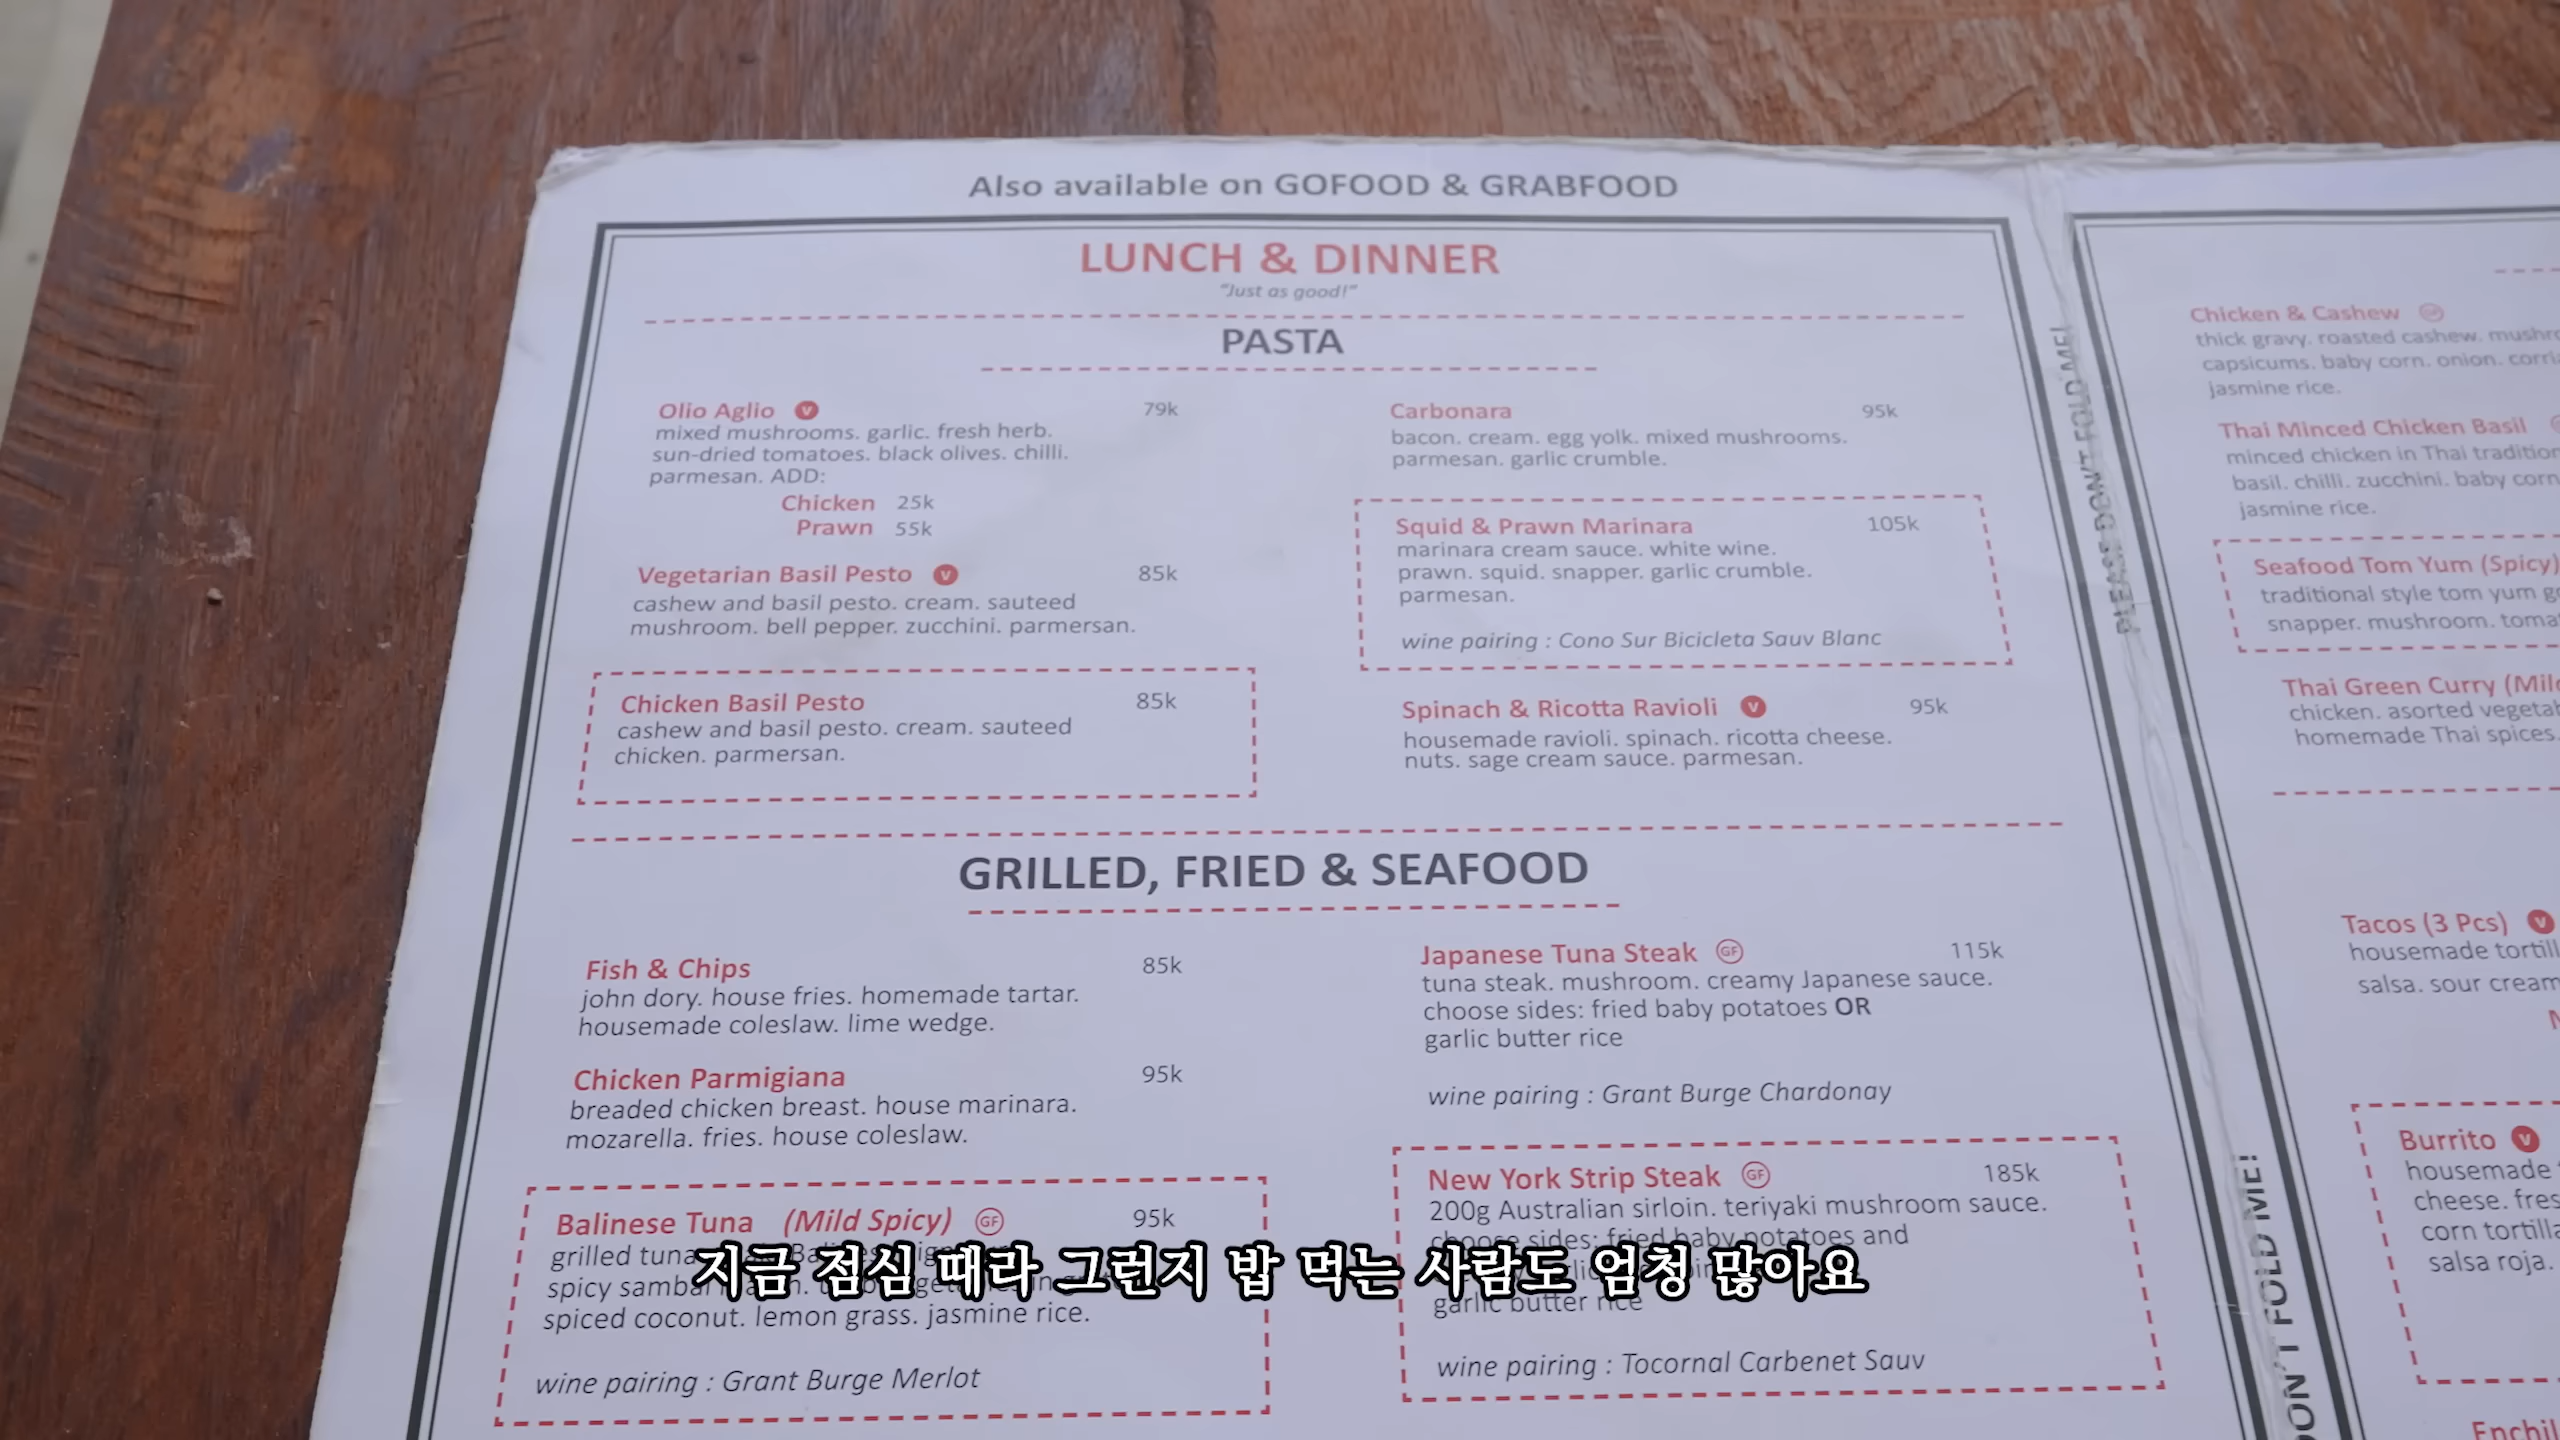 Also available on GOFOOD & GRABFOOD
LUNCH & DINNER
"Just as good!"
PASTA
Olio Aglio V 79k
mixed mushrooms. garlic. fresh herb.
sun-dried tomatoes. black olives. chilli.
parmesan. ADD:
Chicken 25k
Prawn 55k
Vegetarian Basil Pesto V 85k
cashew and basil pesto. cream. sauteed
mushroom. bell pepper. zucchini. parmersan.
Chicken Basil Pesto 85k
cashew and basil pesto. cream. sauteed
chicken. parmersan.
Carbonara 95k
bacon. cream. egg yolk. mixed mushrooms.
parmesan. garlic crumble.
Squid & Prawn Marinara 105k
marinara cream sauce. white wine.
prawn. squid. snapper. garlic crumble.
parmesan.
wine pairing : Cono Sur Bicicleta Sauv Blanc
Spinach & Ricotta Ravioli V 95k
housemade ravioli. spinach. ricotta cheese.
nuts. sage cream sauce. parmesan.
GRILLED, FRIED & SEAFOOD
Fish & Chips 85k
john dory. house fries. homemade tartar.
housemade coleslaw. lime wedge.
Chicken Parmigiana 95k
breaded chicken breast. house marinara.
mozarella. fries. house coleslaw.
Balinese Tuna (Mild Spicy) GF 95k
grilled tuna
spicy
spiced coconut. lemon grass. jasmine rice.
wine pairing : Grant Burge Merlot
Japanese Tuna Steak GF 115k
tuna steak. mushroom. creamy Japanese sauce.
choose sides: fried baby potatoes OR
garlic butter rice
wine pairing : Grant Burge Chardonay
New York Strip Steak GF 185k
200g Australian sirloin. teriyaki mushroom sauce.
choose sides: fried baby potatoes and
garlic butter rice
wine pairing : Tocornal Carbenet Sauv
PLEASE DON'T FOLD ME!
DON'T FOLD ME!
Chicken & Cashew
thick gravy. roasted cashew.
capsicums. baby corn. onion.
jasmine rice.
Thai Minced Chicken Basil
minced chicken in Thai
basil. chilli. zucchini. baby corn
jasmine rice.
Seafood Tom Yum (Spicy)
traditional style tom yum
snapper. mushroom.
Thai Green Curry
chicken. asorted
homemade Thai spices.
Tacos (3 Pcs) V
housemade
salsa. sour cream
Burrito V
housemade
cheese.
corn
salsa roja.
지금 점심 때라 그런지 밥 먹는 사람도 엄청 많아요